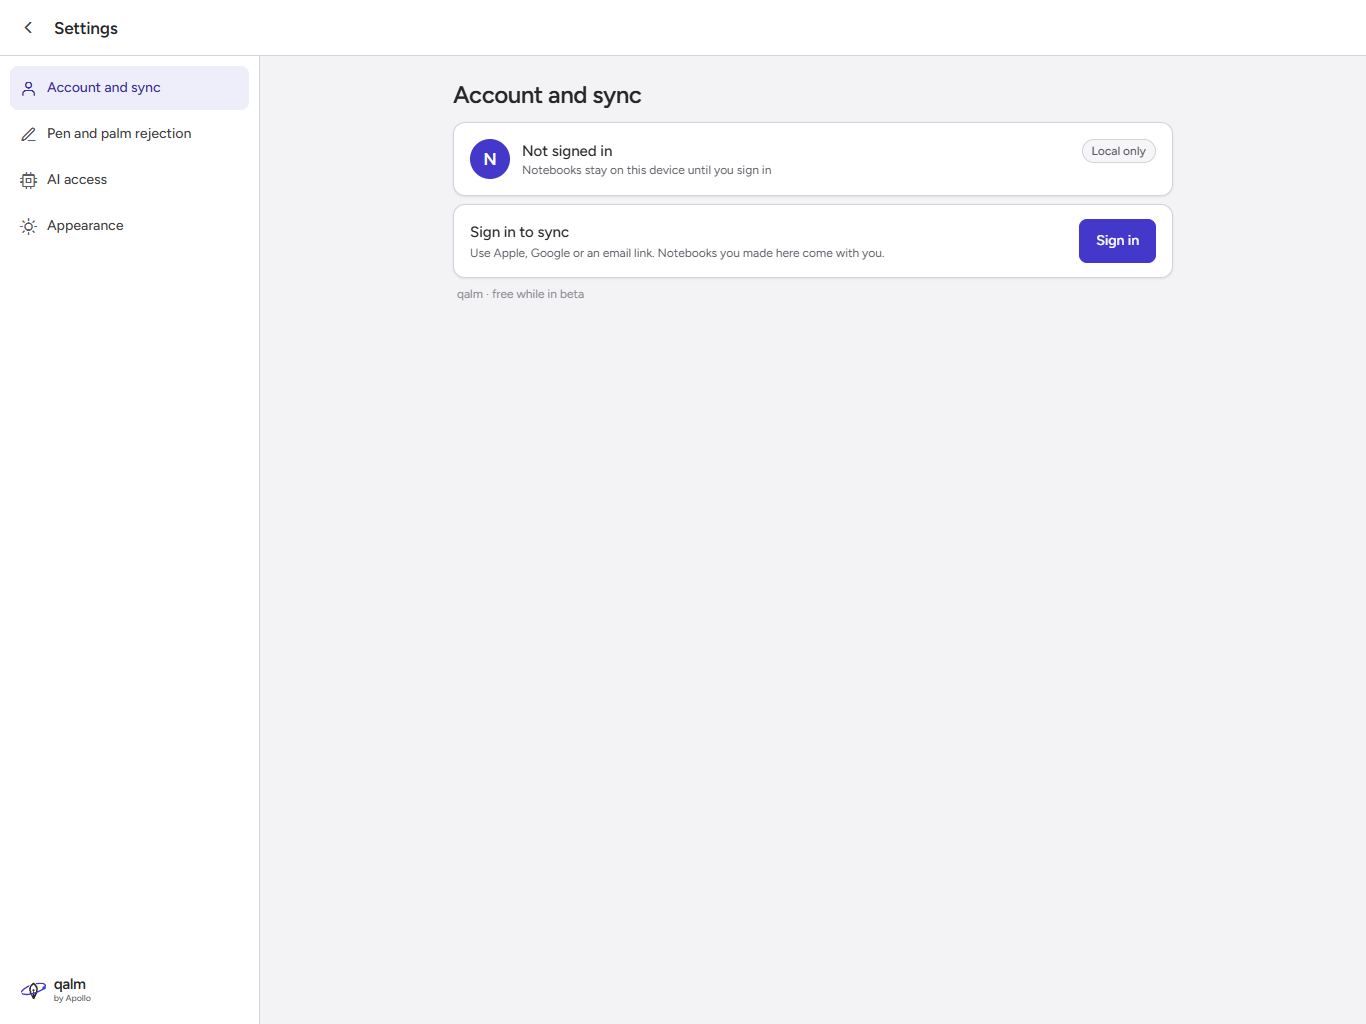 Settings
Account and sync
Pen and palm rejection
AI access
Appearance
Account and sync
N
Not signed in
Notebooks stay on this device until you sign in
Local only
Sign in to sync
Use Apple, Google or an email link. Notebooks you made here come with you.
Sign in
qalm · free while in beta
qalm
by Apollo